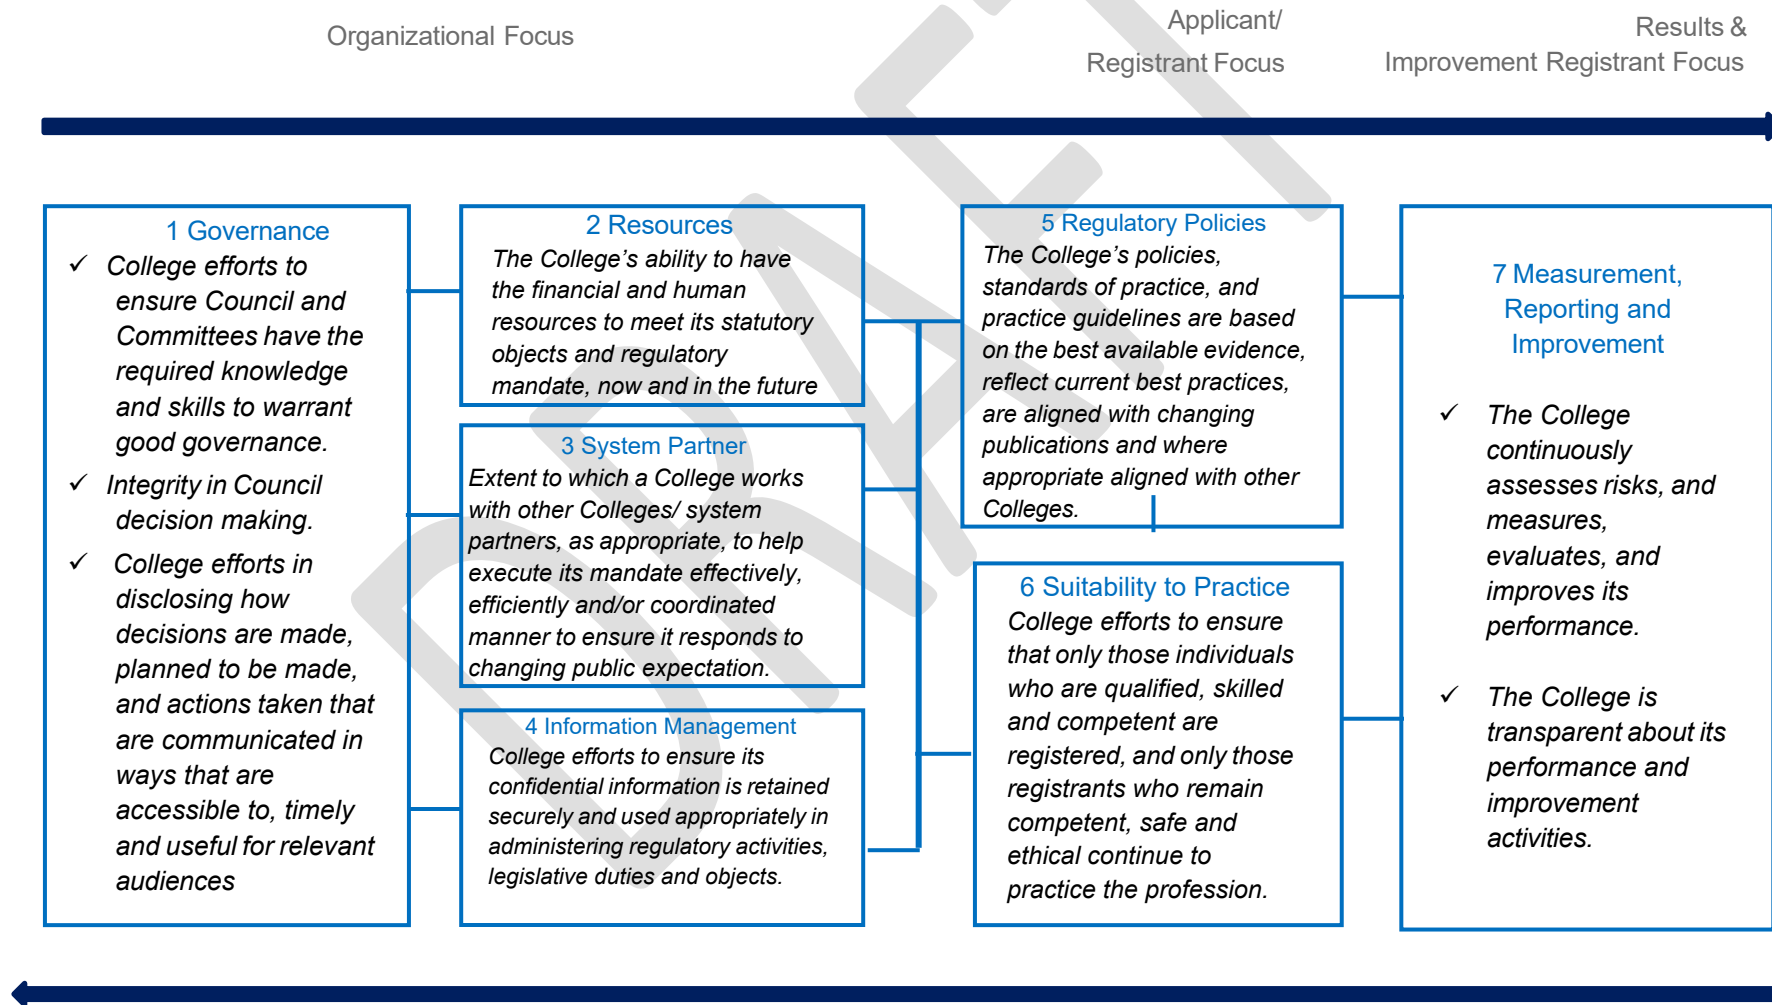 Organizational Focus
Applicant/
Registrant Focus
Results &
Improvement Registrant Focus
1 Governance
✓ College efforts to
ensure Council and
Committees have the
required knowledge
and skills to warrant
good governance.
✓ Integrity in Council
decision making.
✓ College efforts in
disclosing how
decisions are made,
planned to be made,
and actions taken that
are communicated in
ways that are
accessible to, timely
and useful for relevant
audiences
2 Resources
The College’s ability to have
the financial and human
resources to meet its statutory
objects and regulatory
mandate, now and in the future
3 System Partner
Extent to which a College works
with other Colleges/ system
partners, as appropriate, to help
execute its mandate effectively,
efficiently and/or coordinated
manner to ensure it responds to
changing public expectation.
4 Information Management
College efforts to ensure its
confidential information is retained
securely and used appropriately in
administering regulatory activities,
legislative duties and objects.
5 Regulatory Policies
The College’s policies,
standards of practice, and
practice guidelines are based
on the best available evidence,
reflect current best practices,
are aligned with changing
publications and where
appropriate aligned with other
Colleges.
6 Suitability to Practice
College efforts to ensure
that only those individuals
who are qualified, skilled
and competent are
registered, and only those
registrants who remain
competent, safe and
ethical continue to
practice the profession.
7 Measurement,
Reporting and
Improvement
✓ The College
continuously
assesses risks, and
measures,
evaluates, and
improves its
performance.
✓ The College is
transparent about its
performance and
improvement
activities.
DRAFT